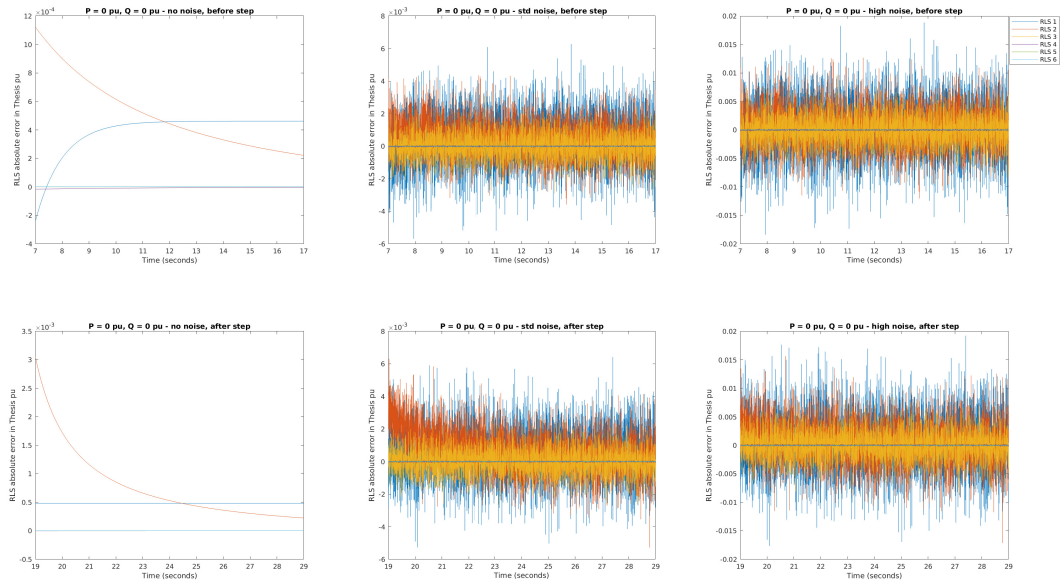 P = 0 pu, Q = 0 pu - no noise, before step
×10⁻⁴
12
10
8
6
4
2
0
-2
-4
RLS absolute error in Thesis pu
7 8 9 10 11 12 13 14 15 16 17
Time (seconds)
P = 0 pu, Q = 0 pu - std noise, before step
×10⁻³
8
6
4
2
0
-2
-4
-6
RLS absolute error in Thesis pu
7 8 9 10 11 12 13 14 15 16 17
Time (seconds)
P = 0 pu, Q = 0 pu - high noise, before step
0.02
0.015
0.01
0.005
0
-0.005
-0.01
-0.015
-0.02
RLS absolute error in Thesis pu
7 8 9 10 11 12 13 14 15 16 17
Time (seconds)
RLS 1
RLS 2
RLS 3
RLS 4
RLS 5
RLS 6
P = 0 pu, Q = 0 pu - no noise, after step
×10⁻³
3.5
3
2.5
2
1.5
1
0.5
0
-0.5
RLS absolute error in Thesis pu
19 20 21 22 23 24 25 26 27 28 29
Time (seconds)
P = 0 pu, Q = 0 pu - std noise, after step
×10⁻³
8
6
4
2
0
-2
-4
-6
RLS absolute error in Thesis pu
19 20 21 22 23 24 25 26 27 28 29
Time (seconds)
P = 0 pu, Q = 0 pu - high noise, after step
0.02
0.015
0.01
0.005
0
-0.005
-0.01
-0.015
-0.02
RLS absolute error in Thesis pu
19 20 21 22 23 24 25 26 27 28 29
Time (seconds)